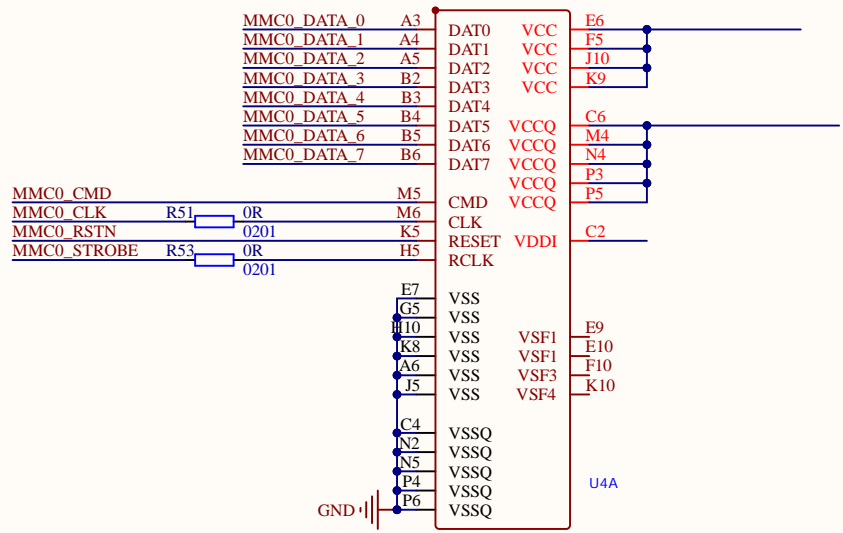 MMC0_DATA_0 A3 DAT0 VCC E6
MMC0_DATA_1 A4 DAT1 VCC F5
MMC0_DATA_2 A5 DAT2 VCC J10
MMC0_DATA_3 B2 DAT3 VCC K9
MMC0_DATA_4 B3 DAT4
MMC0_DATA_5 B4 DAT5 VCCQ C6
MMC0_DATA_6 B5 DAT6 VCCQ M4
MMC0_DATA_7 B6 DAT7 VCCQ N4
VCCQ P3
MMC0_CMD M5 CMD VCCQ P5
MMC0_CLK R51 0R M6 CLK
0201
MMC0_RSTN K5 RESET VDDI C2
MMC0_STROBE R53 0R H5 RCLK
0201
E7 VSS
G5 VSS
H10 VSS VSF1 E9
K8 VSS VSF1 E10
A6 VSS VSF3 F10
J5 VSS VSF4 K10
C4 VSSQ
N2 VSSQ
N5 VSSQ
P4 VSSQ U4A
GND P6 VSSQ